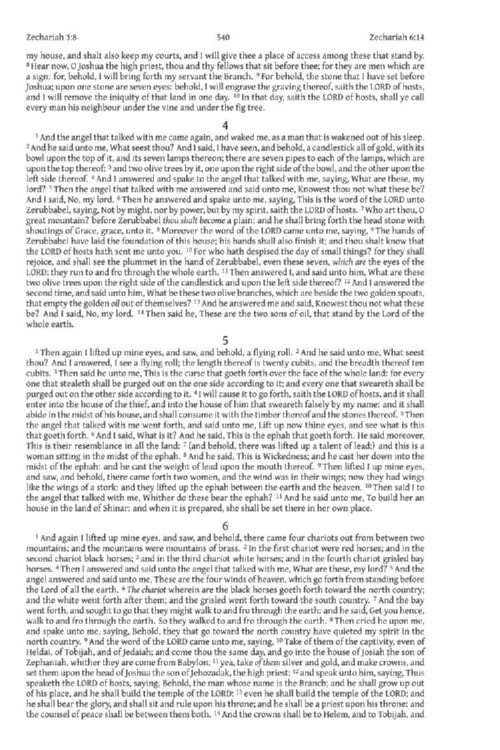 Zechariah 3:8 540 Zechariah 6:14
my house, and shalt also keep my courts, and I will give thee a place of access among these that stand by.
8 Hear now, O Joshua the high priest, thou and thy fellows that sit before thee; for they are men which are
a sign: for, behold, I will bring forth my servant the Branch. 9 For behold, the stone that I have set before
Joshua; upon one stone are seven eyes: behold, I will engrave the graving thereof, saith the LORD of hosts,
and I will remove the iniquity of that land in one day. 10 In that day, saith the LORD of hosts, shall ye call
every man his neighbour under the vine and under the fig tree.
4
1 And the angel that talked with me came again, and waked me, as a man that is wakened out of his sleep.
2 And he said unto me, What seest thou? And I said, I have seen, and behold, a candlestick all of gold, with its
bowl upon the top of it, and its seven lamps thereon; there are seven pipes to each of the lamps, which are
upon the top thereof: 3 and two olive trees by it, one upon the right side of the bowl, and the other upon the
left side thereof. 4 And I answered and spake to the angel that talked with me, saying, What are these, my
lord? 5 Then the angel that talked with me answered and said unto me, Knowest thou not what these be?
And I said, No, my lord. 6 Then he answered and spake unto me, saying, This is the word of the LORD unto
Zerubbabel, saying, Not by might, nor by power, but by my spirit, saith the LORD of hosts. 7 Who art thou, O
great mountain? before Zerubbabel thou shalt become a plain: and he shall bring forth the head stone with
shoutings of Grace, grace, unto it. 8 Moreover the word of the LORD came unto me, saying, 9 The hands of
Zerubbabel have laid the foundation of this house; his hands shall also finish it; and thou shalt know that
the LORD of hosts hath sent me unto you. 10 For who hath despised the day of small things? for they shall
rejoice, and shall see the plummet in the hand of Zerubbabel, even these seven, which are the eyes of the
LORD; they run to and fro through the whole earth. 11 Then answered I, and said unto him, What are these
two olive trees upon the right side of the candlestick and upon the left side thereof? 12 And I answered the
second time, and said unto him, What be these two olive branches, which are beside the two golden spouts,
that empty the golden oil out of themselves? 13 And he answered me and said, Knowest thou not what these
be? And I said, No, my lord. 14 Then said he, These are the two sons of oil, that stand by the Lord of the
whole earth.
5
1 Then again I lifted up mine eyes, and saw, and behold, a flying roll. 2 And he said unto me, What seest
thou? And I answered, I see a flying roll; the length thereof is twenty cubits, and the breadth thereof ten
cubits. 3 Then said he unto me, This is the curse that goeth forth over the face of the whole land: for every
one that stealeth shall be purged out on the one side according to it; and every one that sweareth shall be
purged out on the other side according to it. 4 I will cause it to go forth, saith the LORD of hosts, and it shall
enter into the house of the thief, and into the house of him that sweareth falsely by my name: and it shall
abide in the midst of his house, and shall consume it with the timber thereof and the stones thereof. 5 Then
the angel that talked with me went forth, and said unto me, Lift up now thine eyes, and see what is this
that goeth forth. 6 And I said, What is it? And he said, This is the ephah that goeth forth. He said moreover,
This is their resemblance in all the land: 7 (and behold, there was lifted up a talent of lead:) and this is a
woman sitting in the midst of the ephah. 8 And he said, This is Wickedness; and he cast her down into the
midst of the ephah: and he cast the weight of lead upon the mouth thereof. 9 Then lifted I up mine eyes,
and saw, and behold, there came forth two women, and the wind was in their wings; now they had wings
like the wings of a stork: and they lifted up the ephah between the earth and the heaven. 10 Then said I to
the angel that talked with me, Whither do these bear the ephah? 11 And he said unto me, To build her an
house in the land of Shinar: and when it is prepared, she shall be set there in her own place.
6
1 And again I lifted up mine eyes, and saw, and behold, there came four chariots out from between two
mountains; and the mountains were mountains of brass. 2 In the first chariot were red horses; and in the
second chariot black horses; 3 and in the third chariot white horses; and in the fourth chariot grisled bay
horses. 4 Then I answered and said unto the angel that talked with me, What are these, my lord? 5 And the
angel answered and said unto me, These are the four winds of heaven, which go forth from standing before
the Lord of all the earth. 6 The chariot wherein are the black horses goeth forth toward the north country;
and the white went forth after them; and the grisled went forth toward the south country. 7 And the bay
went forth, and sought to go that they might walk to and fro through the earth: and he said, Get you hence,
walk to and fro through the earth. So they walked to and fro through the earth. 8 Then cried he upon me,
and spake unto me, saying, Behold, they that go toward the north country have quieted my spirit in the
north country. 9 And the word of the LORD came unto me, saying, 10 Take of them of the captivity, even of
Heldai, of Tobijah, and of Jedaiah; and come thou the same day, and go into the house of Josiah the son of
Zephaniah, whither they are come from Babylon; 11 yea, take of them silver and gold, and make crowns, and
set them upon the head of Joshua the son of Jehozadak, the high priest; 12 and speak unto him, saying, Thus
speaketh the LORD of hosts, saying, Behold, the man whose name is the Branch; and he shall grow up out
of his place, and he shall build the temple of the LORD: 13 even he shall build the temple of the LORD; and
he shall bear the glory, and shall sit and rule upon his throne; and he shall be a priest upon his throne: and
the counsel of peace shall be between them both. 14 And the crowns shall be to Helem, and to Tobijah, and